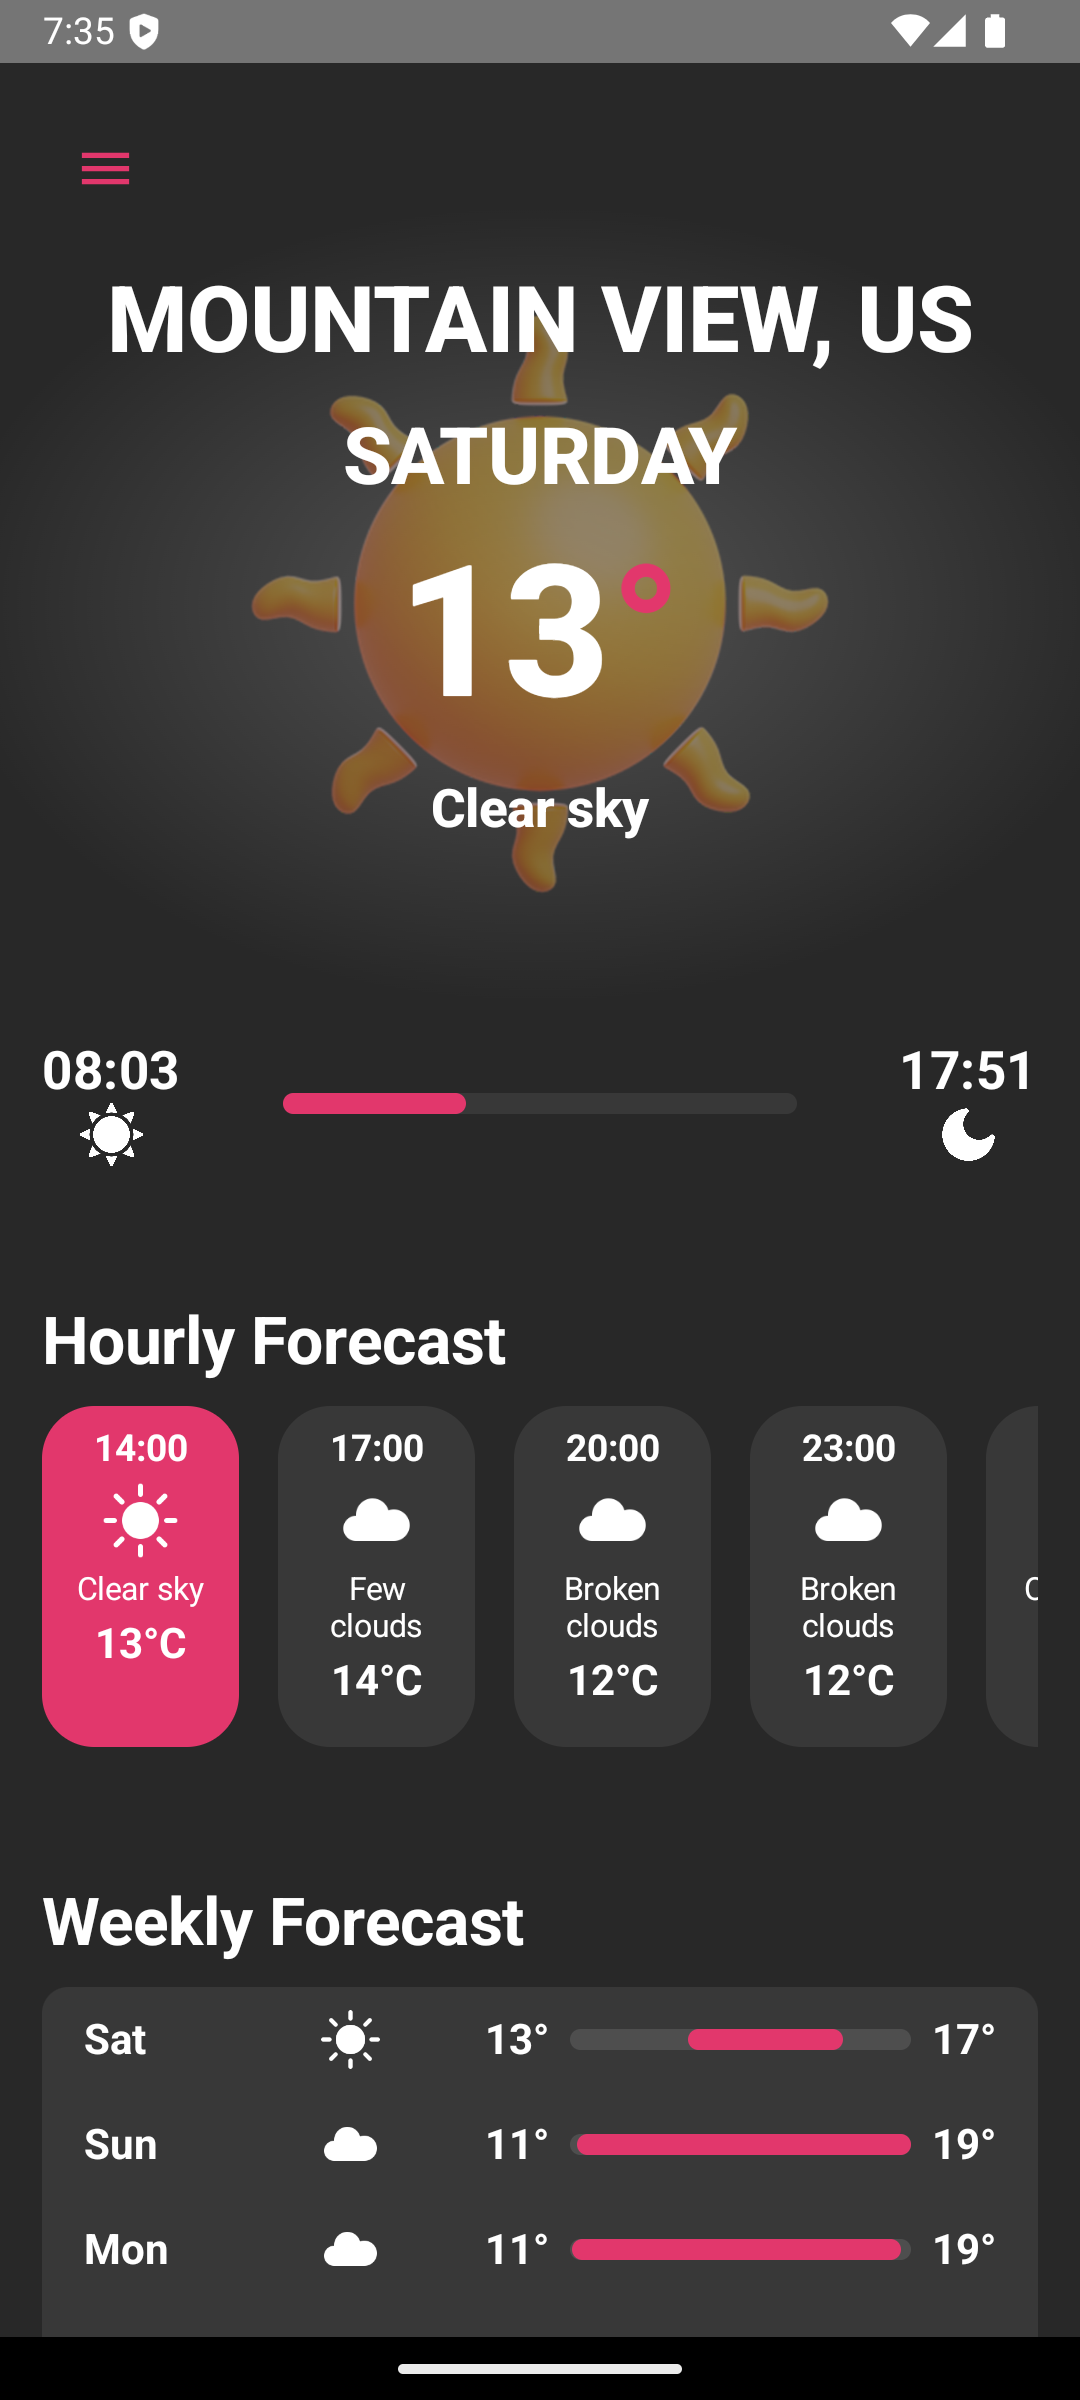 7:35
MOUNTAIN VIEW, US
SATURDAY
13°
Clear sky
08:03
17:51
Hourly Forecast
14:00
Clear sky
13°C
17:00
Few
clouds
14°C
20:00
Broken
clouds
12°C
23:00
Broken
clouds
12°C
Weekly Forecast
Sat 13° 17°
Sun 11° 19°
Mon 11° 19°